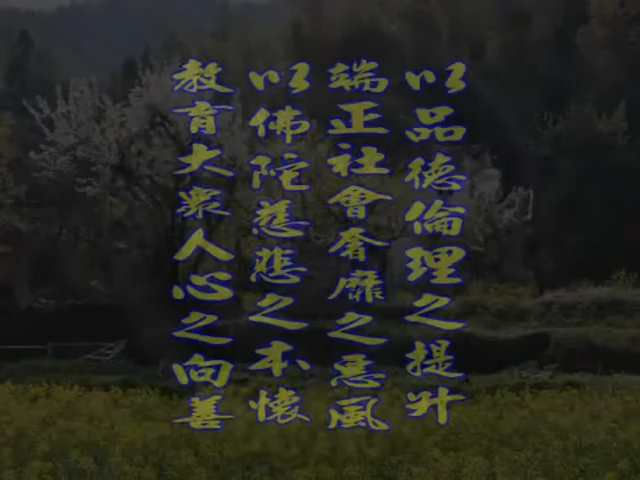 以品德倫理之提升
端正社會奢靡之惡風
以佛陀慈悲之本懷
教育大眾人心之向善